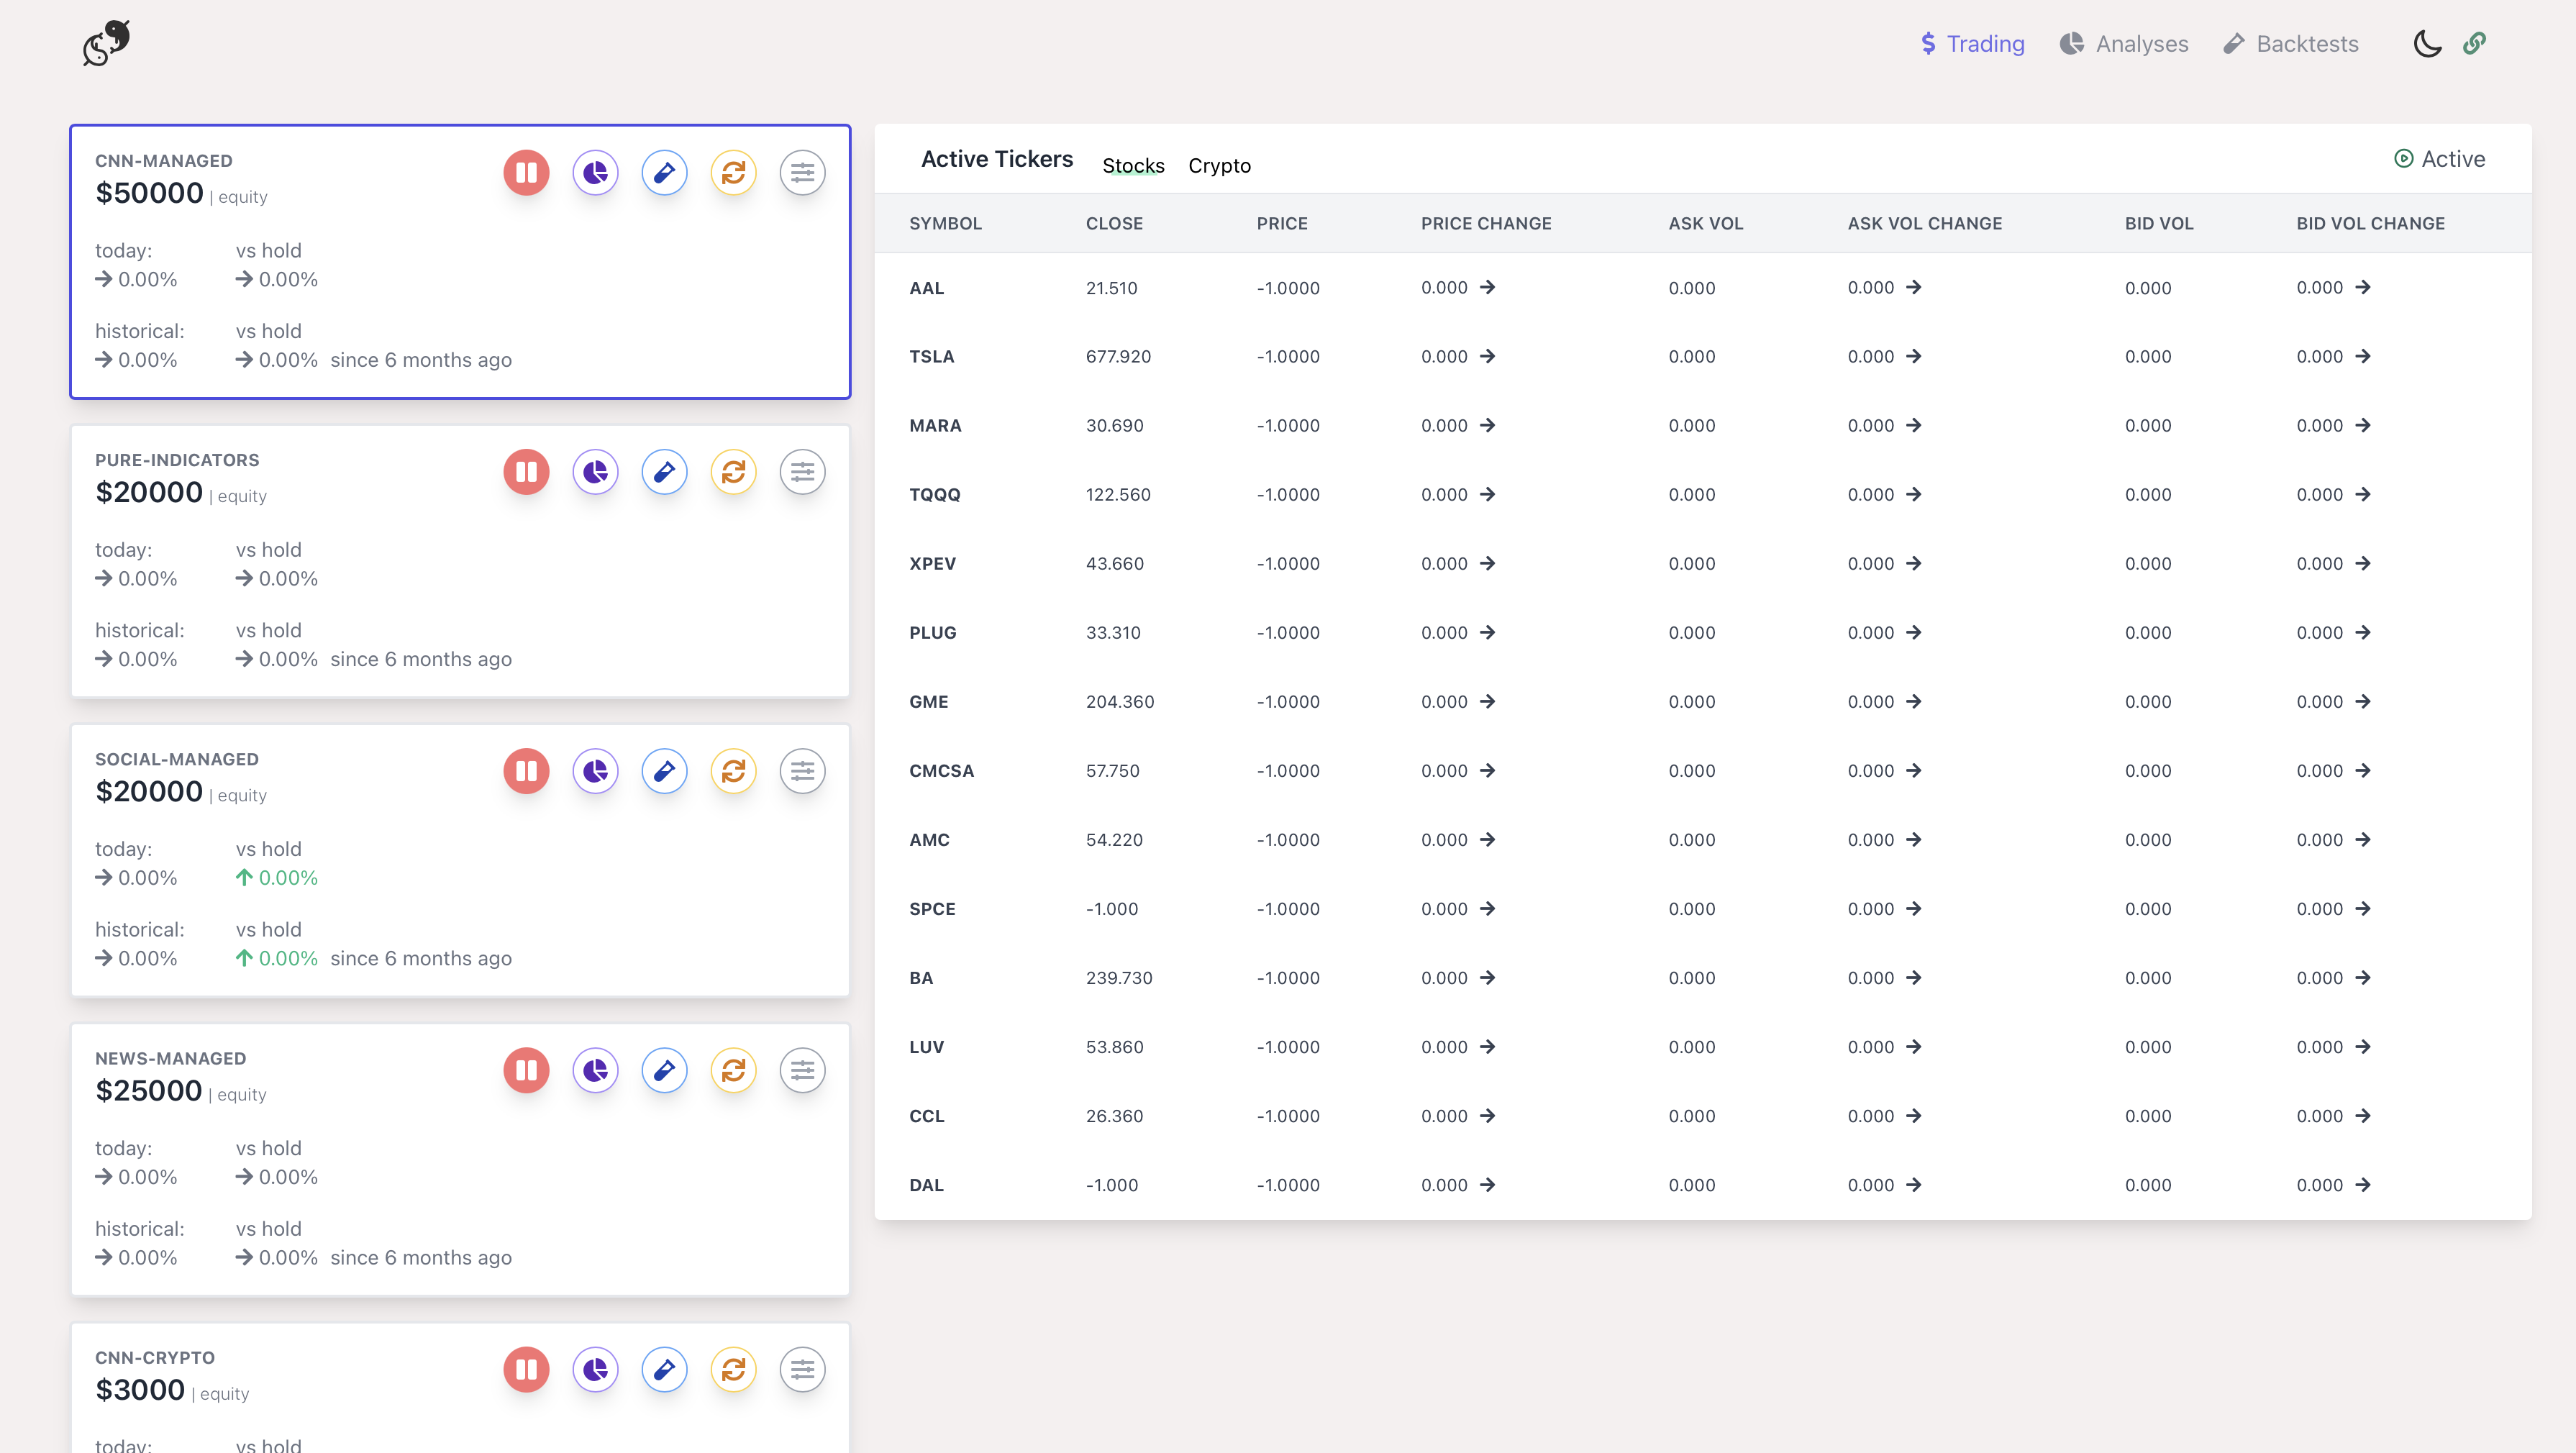 Trading Analyses Backtests
CNN-MANAGED
$50000 | equity
today: vs hold
0.00% 0.00%
historical: vs hold
0.00% 0.00% since 6 months ago
PURE-INDICATORS
$20000 | equity
today: vs hold
0.00% 0.00%
historical: vs hold
0.00% 0.00% since 6 months ago
SOCIAL-MANAGED
$20000 | equity
today: vs hold
0.00% 0.00%
historical: vs hold
0.00% 0.00% since 6 months ago
NEWS-MANAGED
$25000 | equity
today: vs hold
0.00% 0.00%
historical: vs hold
0.00% 0.00% since 6 months ago
CNN-CRYPTO
$3000 | equity
today: vs hold
Active Tickers Stocks Crypto Active
SYMBOL CLOSE PRICE PRICE CHANGE ASK VOL ASK VOL CHANGE BID VOL BID VOL CHANGE
AAL 21.510 -1.0000 0.000 0.000 0.000 0.000 0.000
TSLA 677.920 -1.0000 0.000 0.000 0.000 0.000 0.000
MARA 30.690 -1.0000 0.000 0.000 0.000 0.000 0.000
TQQQ 122.560 -1.0000 0.000 0.000 0.000 0.000 0.000
XPEV 43.660 -1.0000 0.000 0.000 0.000 0.000 0.000
PLUG 33.310 -1.0000 0.000 0.000 0.000 0.000 0.000
GME 204.360 -1.0000 0.000 0.000 0.000 0.000 0.000
CMCSA 57.750 -1.0000 0.000 0.000 0.000 0.000 0.000
AMC 54.220 -1.0000 0.000 0.000 0.000 0.000 0.000
SPCE -1.000 -1.0000 0.000 0.000 0.000 0.000 0.000
BA 239.730 -1.0000 0.000 0.000 0.000 0.000 0.000
LUV 53.860 -1.0000 0.000 0.000 0.000 0.000 0.000
CCL 26.360 -1.0000 0.000 0.000 0.000 0.000 0.000
DAL -1.000 -1.0000 0.000 0.000 0.000 0.000 0.000